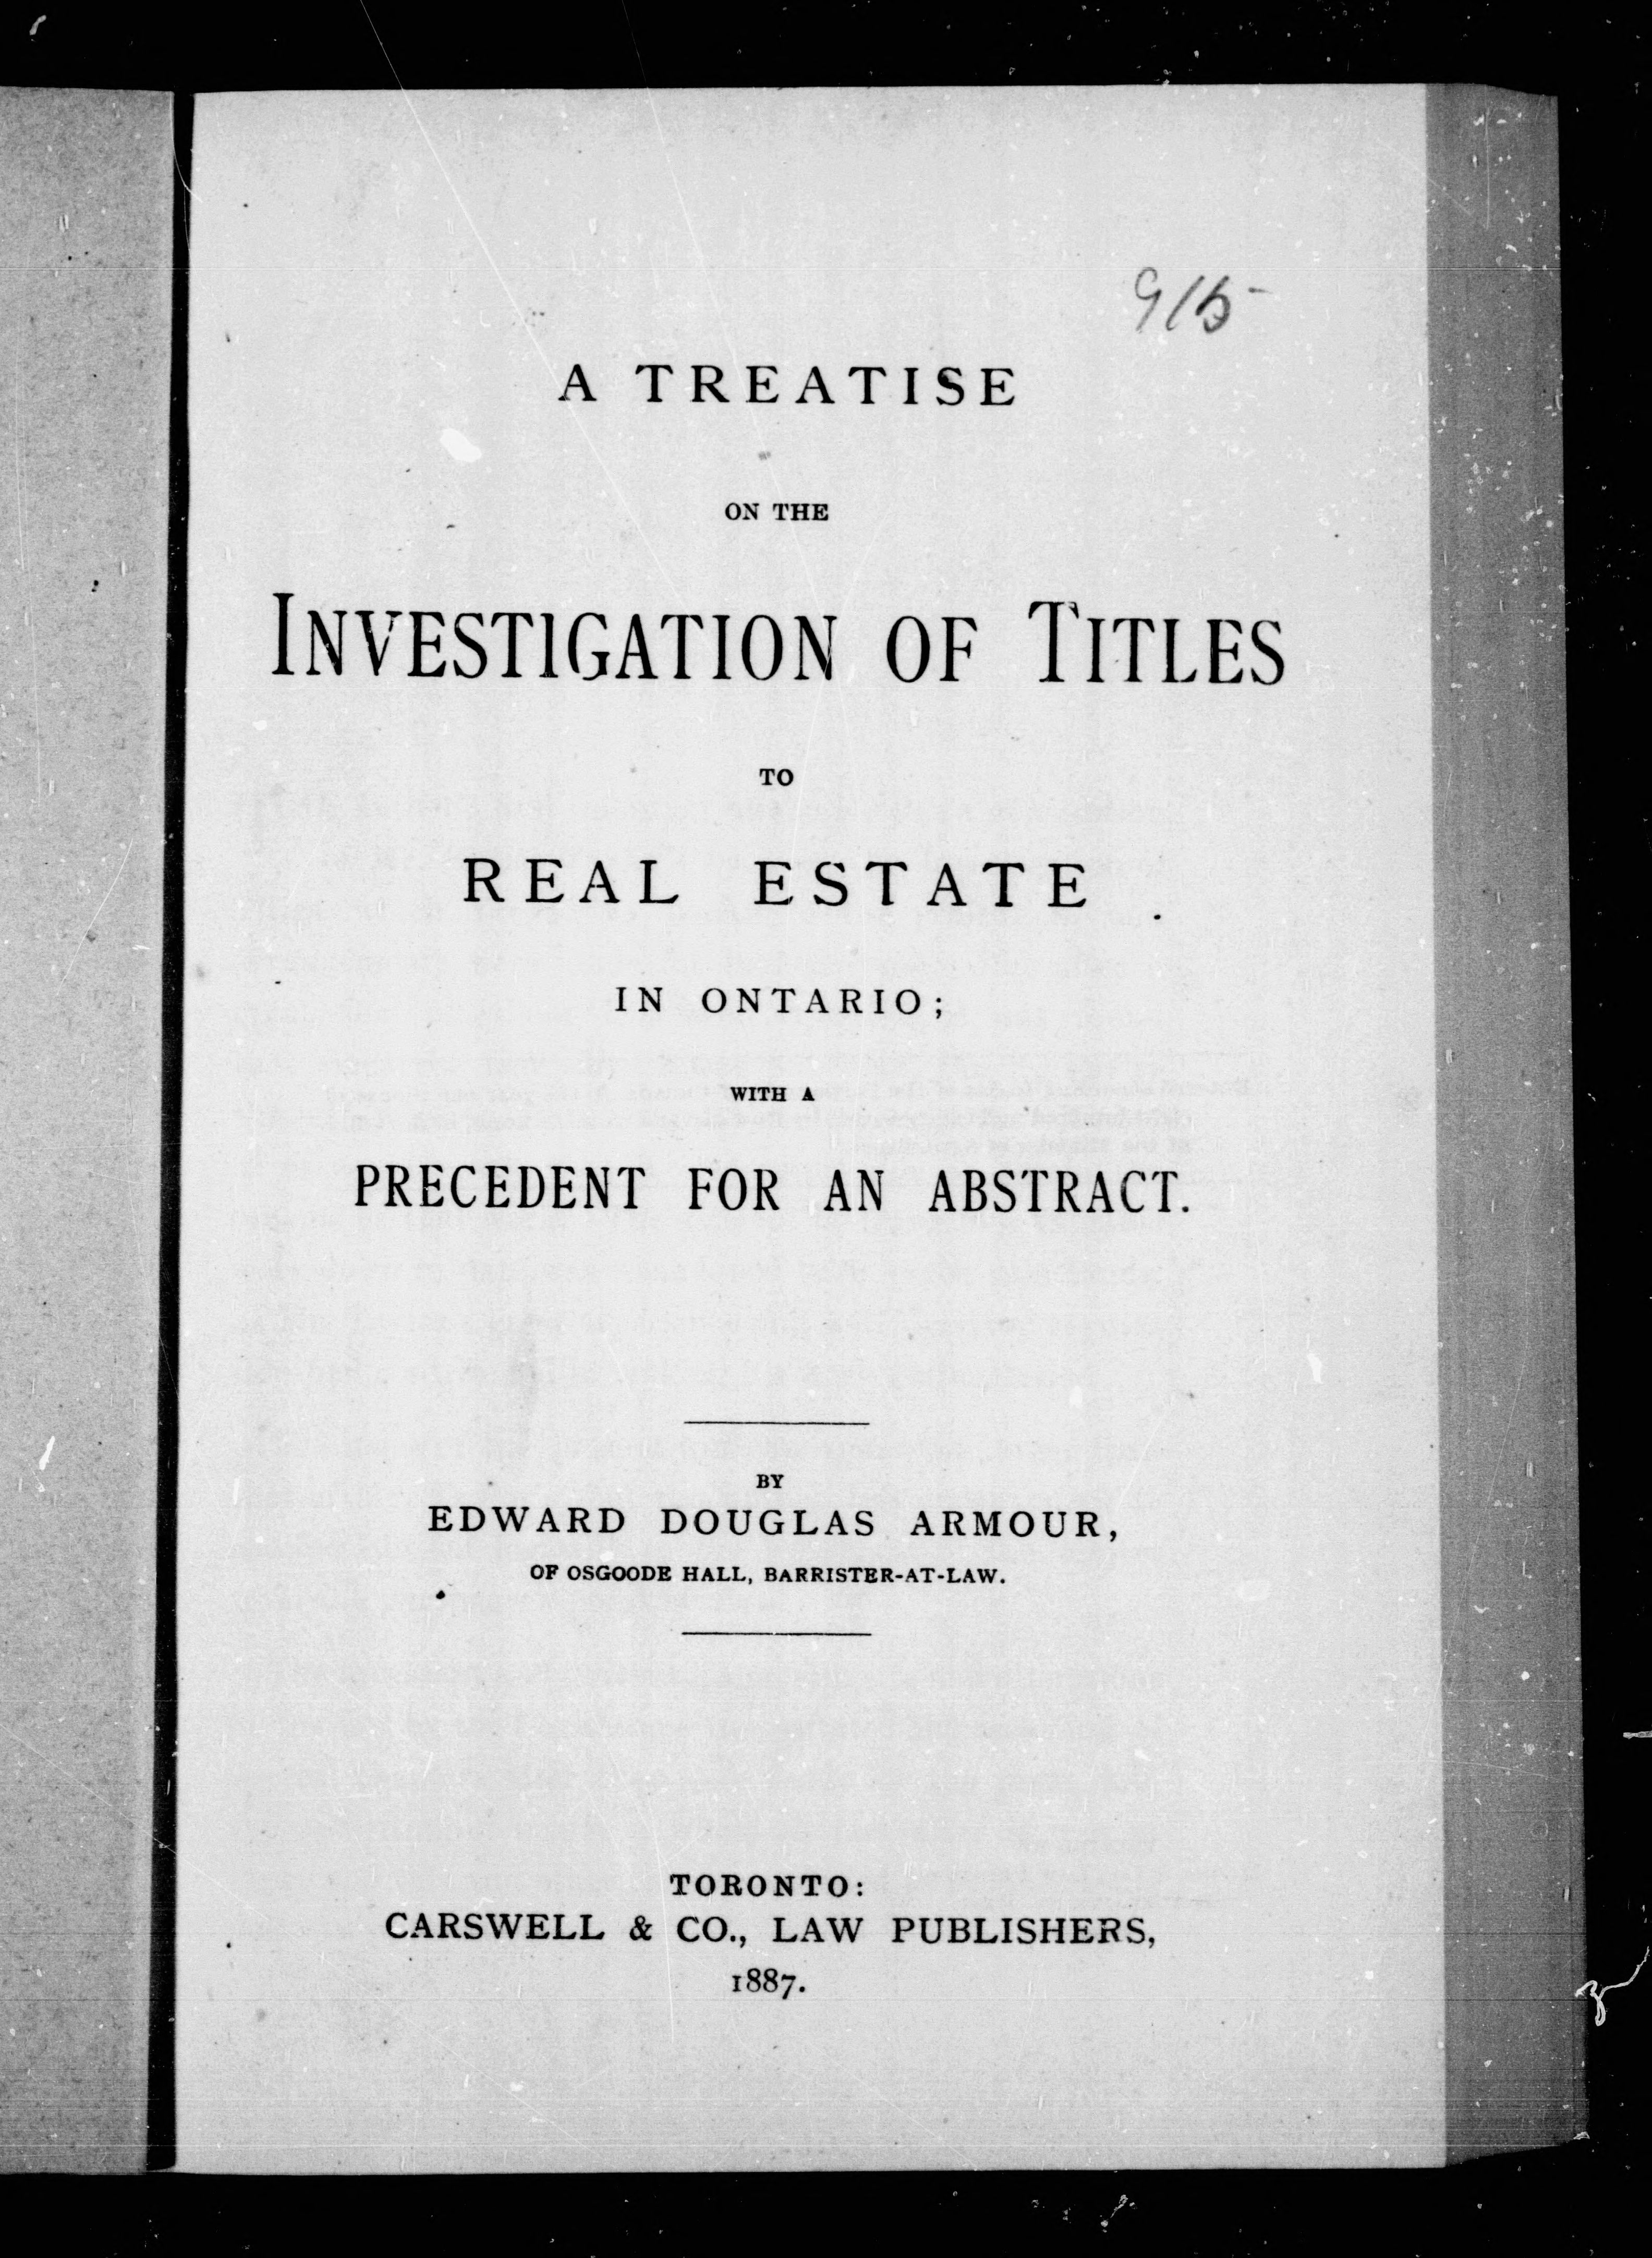 A TREATISE
ON THE
INVESTIGATION OF TITLES
TO
REAL ESTATE
IN ONTARIO;
WITH A
PRECEDENT FOR AN ABSTRACT.
BY
EDWARD DOUGLAS ARMOUR,
OF OSGOODE HALL, BARRISTER-AT-LAW.
TORONTO:
CARSWELL & CO., LAW PUBLISHERS,
1887.